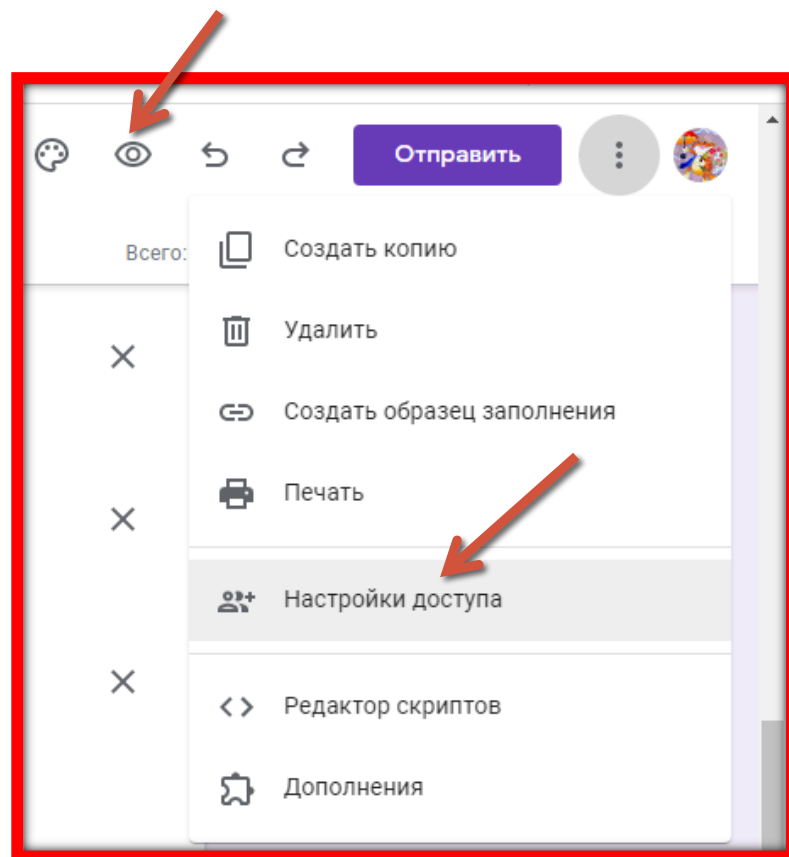 Отправить
Всего:
Создать копию
Удалить
Создать образец заполнения
Печать
Настройки доступа
Редактор скриптов
Дополнения